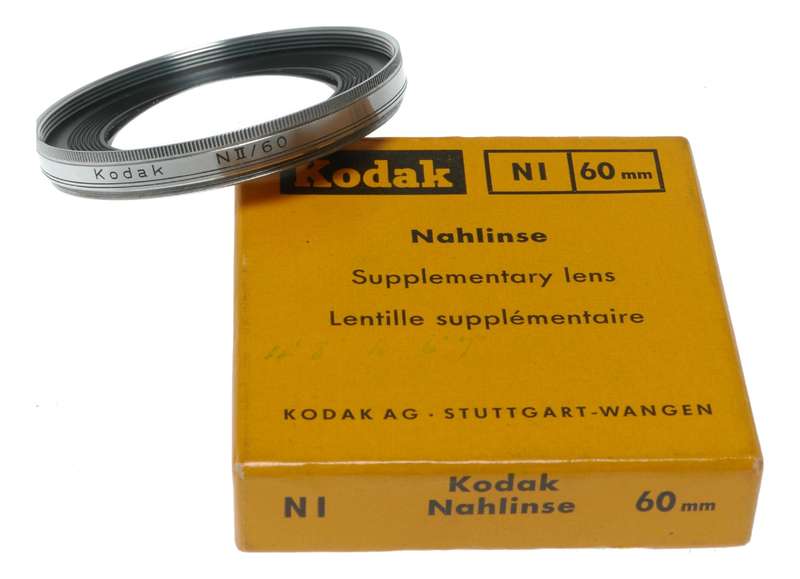 Kodak NII/60
Kodak NI 60 mm
Nahlinse
Supplementary lens
Lentille supplémentaire
KODAK AG · STUTTGART-WANGEN
NI Kodak Nahlinse 60 mm